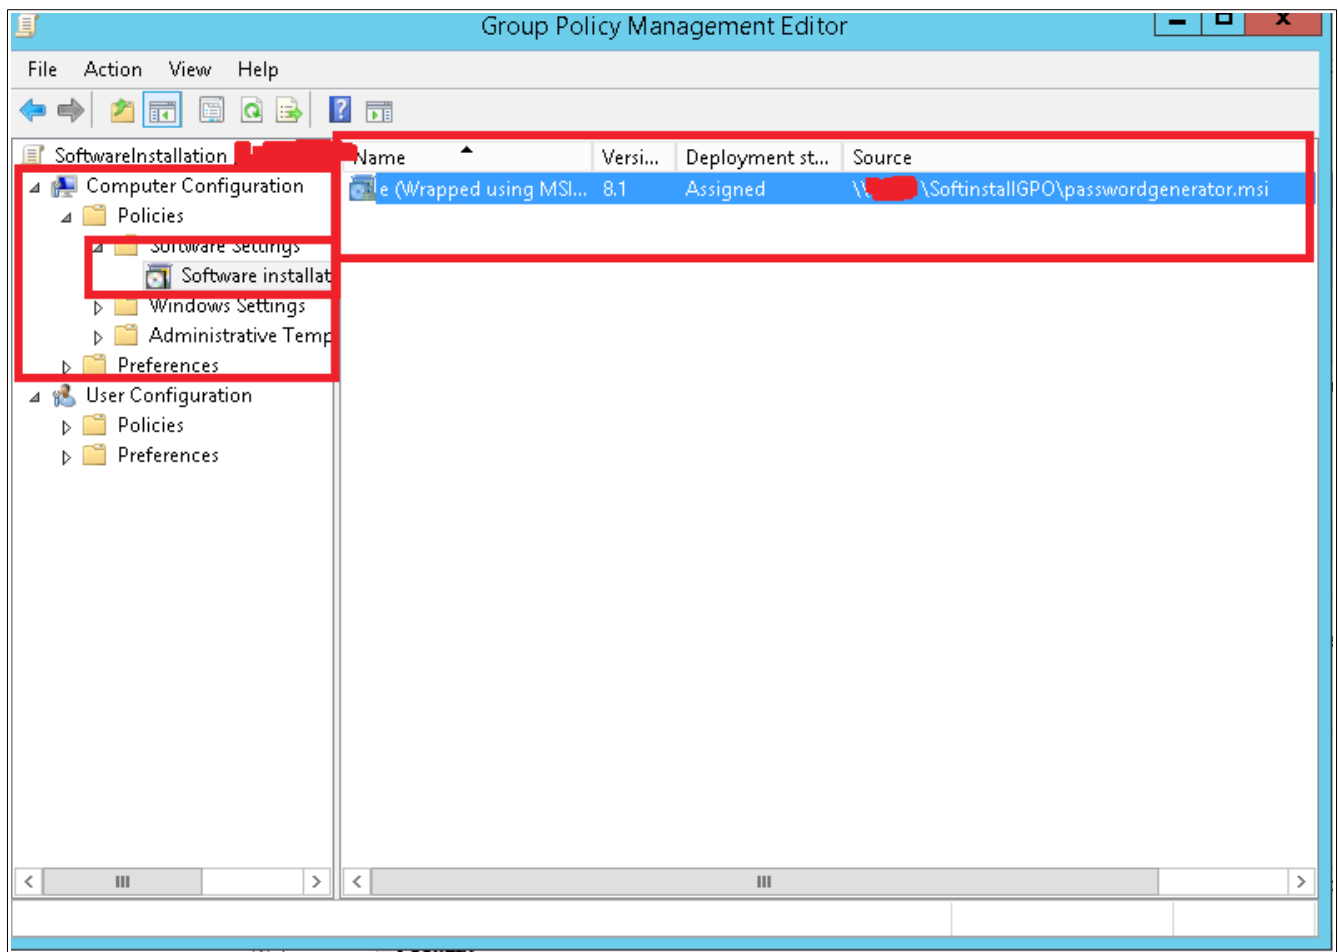 Group Policy Management Editor
File Action View Help
SoftwareInstallation
Name Versi... Deployment st... Source
Computer Configuration
e (Wrapped using MSI... 8.1 Assigned \\ \SoftinstallGPO\passwordgenerator.msi
Policies
Software Settings
Software installat
Windows Settings
Administrative Temp
Preferences
User Configuration
Policies
Preferences